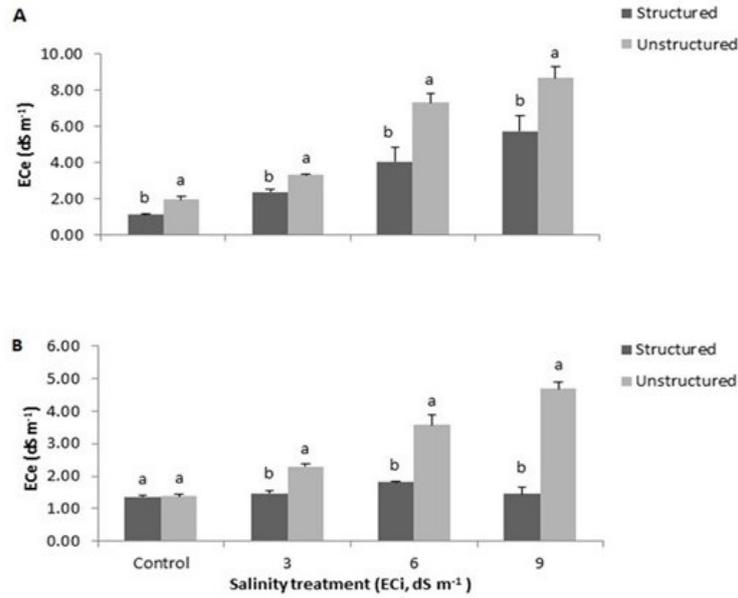 A
Structured
Unstructured
10.00
8.00
6.00
4.00
2.00
0.00
ECe (dS m⁻¹)
b a b a b a b a
B
Structured
Unstructured
6.00
5.00
4.00
3.00
2.00
1.00
0.00
ECe (dS m⁻¹)
a a b a b a b a
Control 3 6 9
Salinity treatment (ECi, dS m⁻¹ )